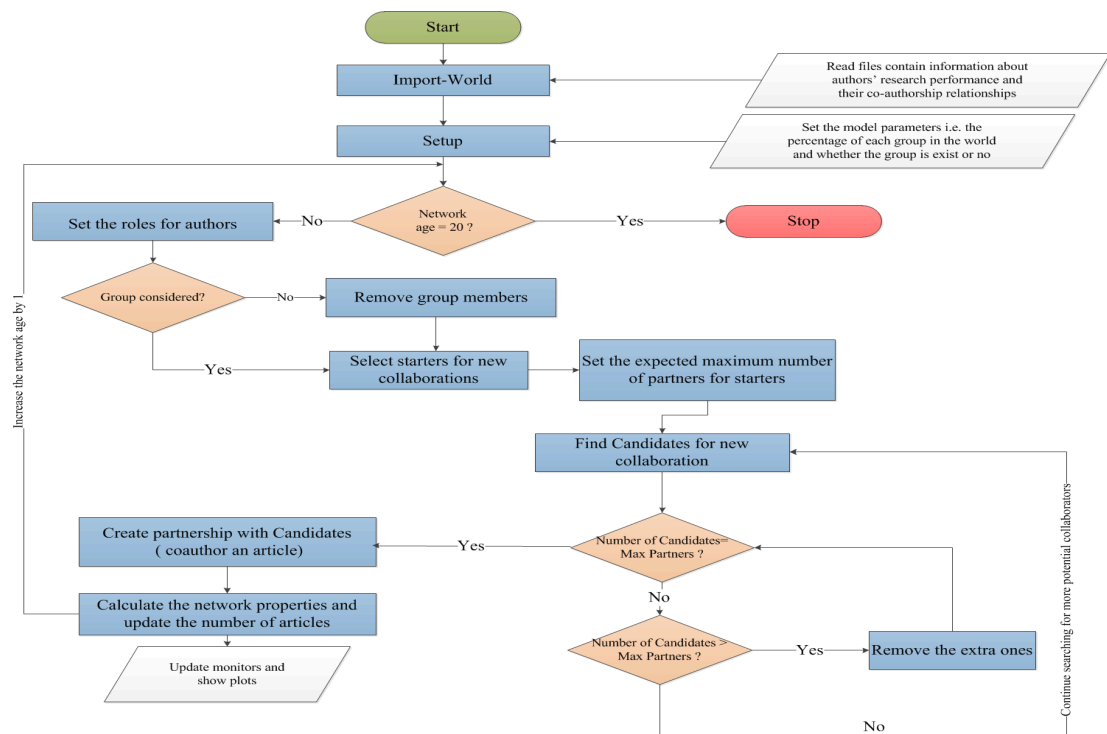 Start
Import-World
Read files contain information about
authors’ research performance and
their co-authorship relationships
Setup
Set the model parameters i.e. the
percentage of each group in the world
and whether the group is exist or no
Network
age = 20 ?
No
Yes
Stop
Set the roles for authors
Group considered?
No
Remove group members
Yes
Select starters for new
collaborations
Set the expected maximum number
of partners for starters
Find Candidates for new
collaboration
Number of Candidates=
Max Partners ?
Yes
Create partnership with Candidates
( coauthor an article)
Calculate the network properties and
update the number of articles
Update monitors and
show plots
Increase the network age by 1
No
Number of Candidates >
Max Partners ?
Yes
Remove the extra ones
No
Continue searching for more potential collaborators